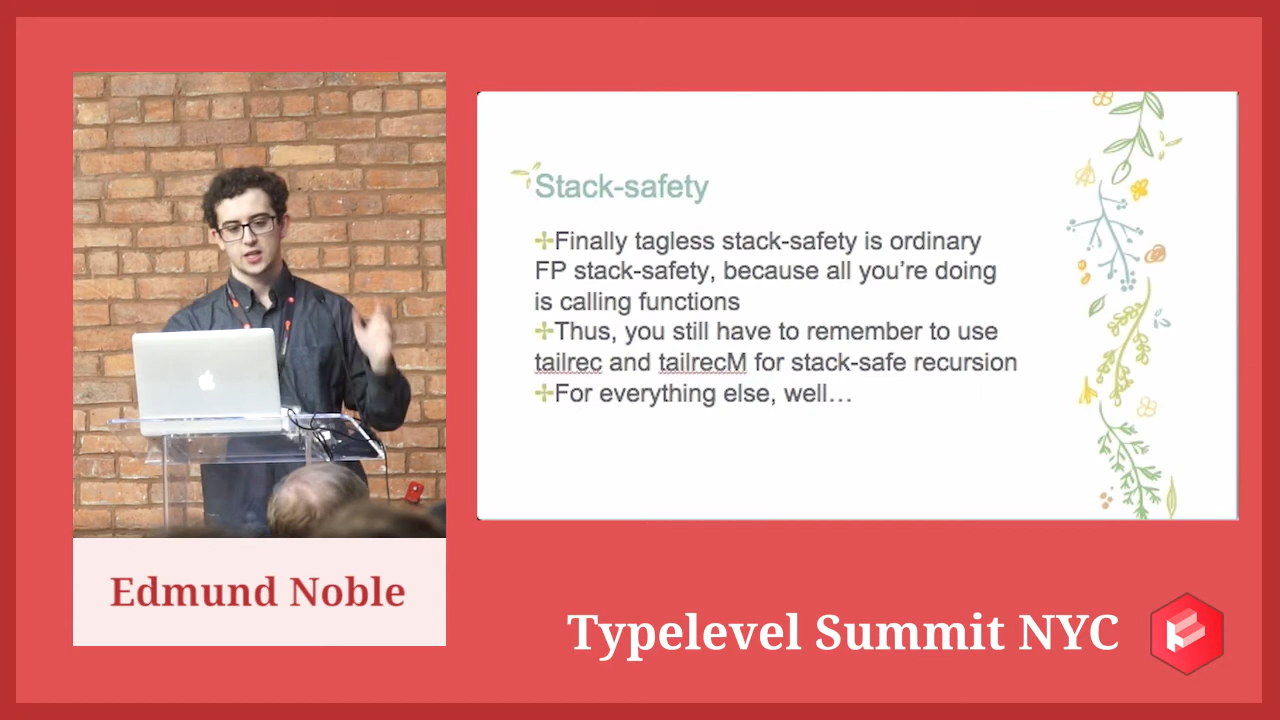 Stack-safety
✢Finally tagless stack-safety is ordinary
FP stack-safety, because all you’re doing
is calling functions
✢Thus, you still have to remember to use
tailrec and tailrecM for stack-safe recursion
✢For everything else, well…
Edmund Noble
Typelevel Summit NYC